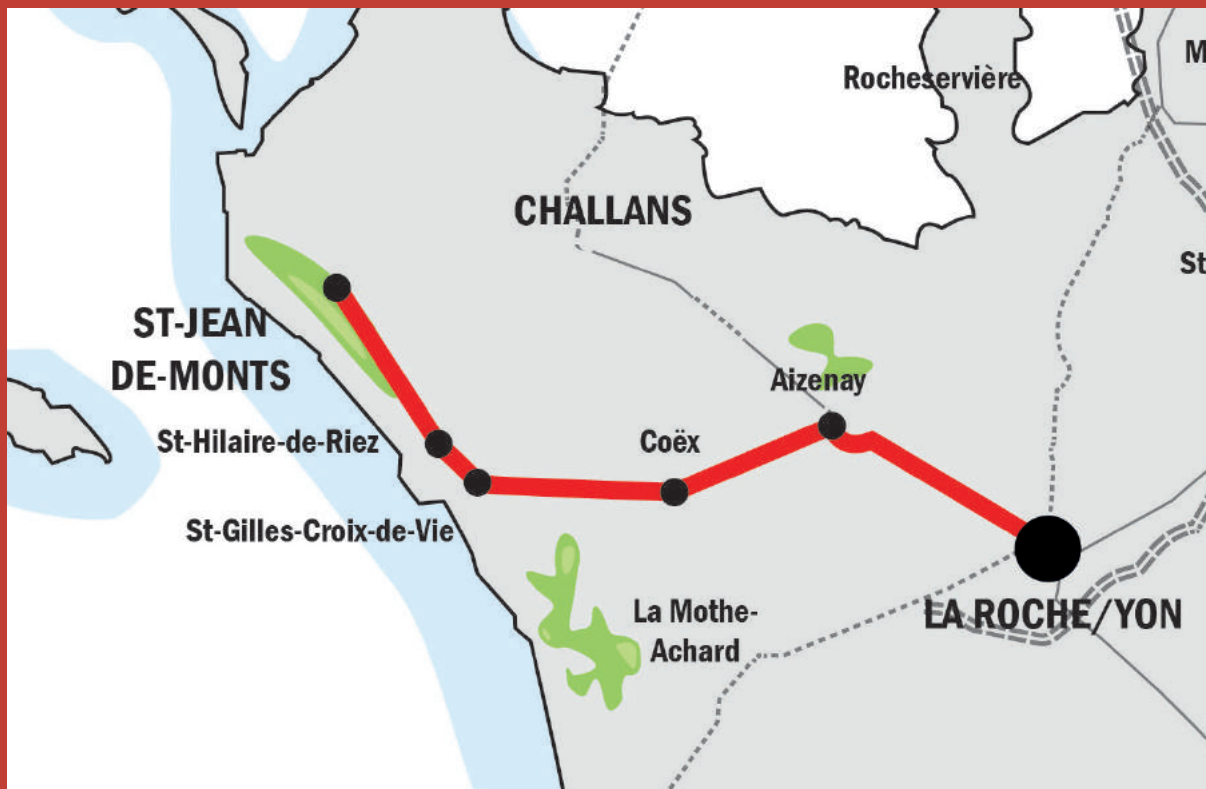 Rocheservière
M
CHALLANS
St
ST-JEAN
DE-MONTS
Aizenay
St-Hilaire-de-Riez
Coëx
St-Gilles-Croix-de-Vie
La Mothe-
Achard
LA ROCHE/YON